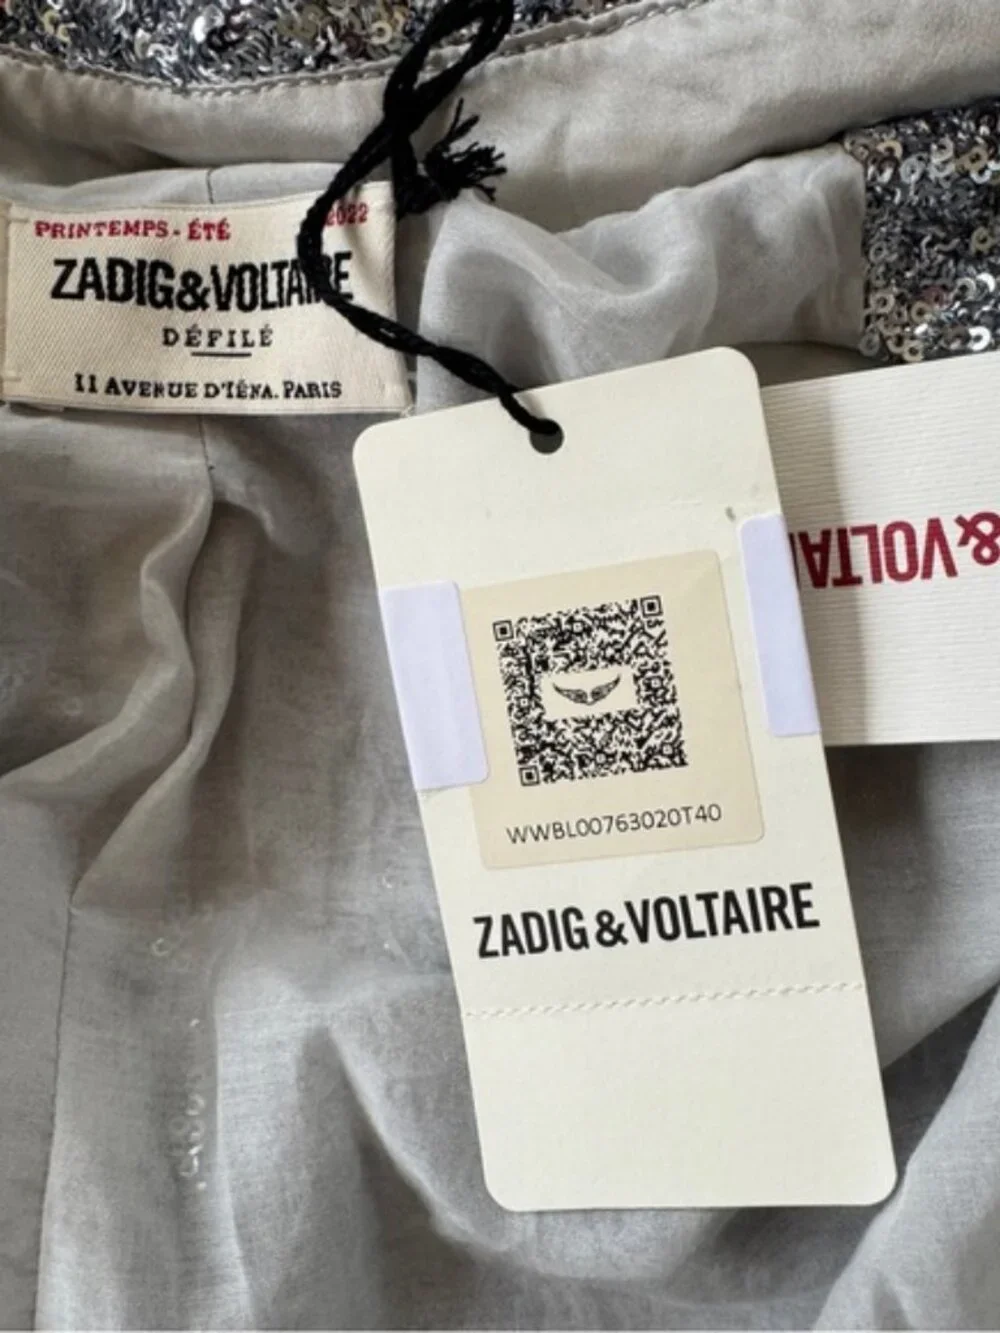 PRINTEMPS - ÉTÉ 2022
ZADIG&VOLTAIRE
DÉFILÉ
11 AVENUE D'IÉNA. PARIS
&VOLTAI
WWBL00763020T40
ZADIG&VOLTAIRE